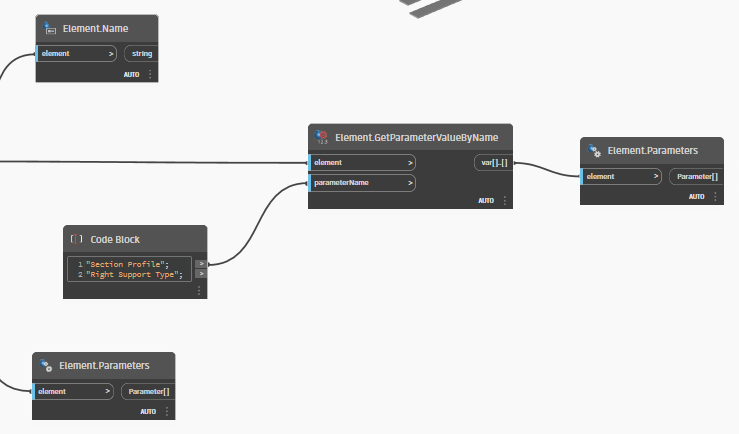 Element.Name
element > string
AUTO
Element.GetParameterValueByName
element > var[]..[]
parameterName >
AUTO
Element.Parameters
element > Parameter[]
AUTO
Code Block
1 "Section Profile"; >
2 "Right Support Type"; >
Element.Parameters
element > Parameter[]
AUTO